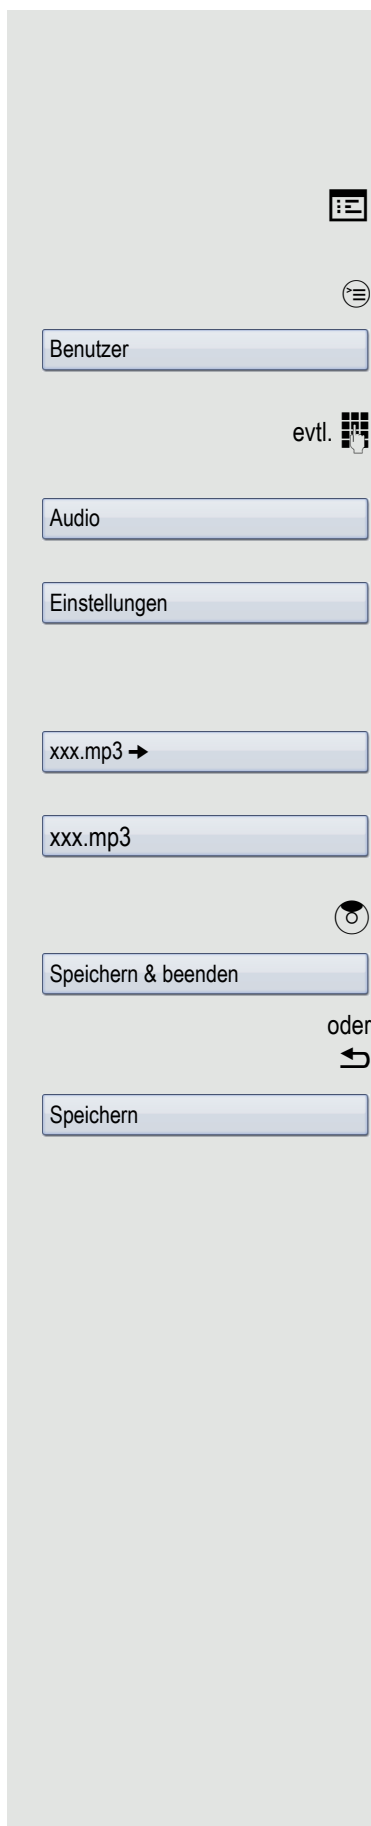 Benutzer
evtl.
Audio
Einstellungen
xxx.mp3 →
xxx.mp3
Speichern & beenden
oder
Speichern